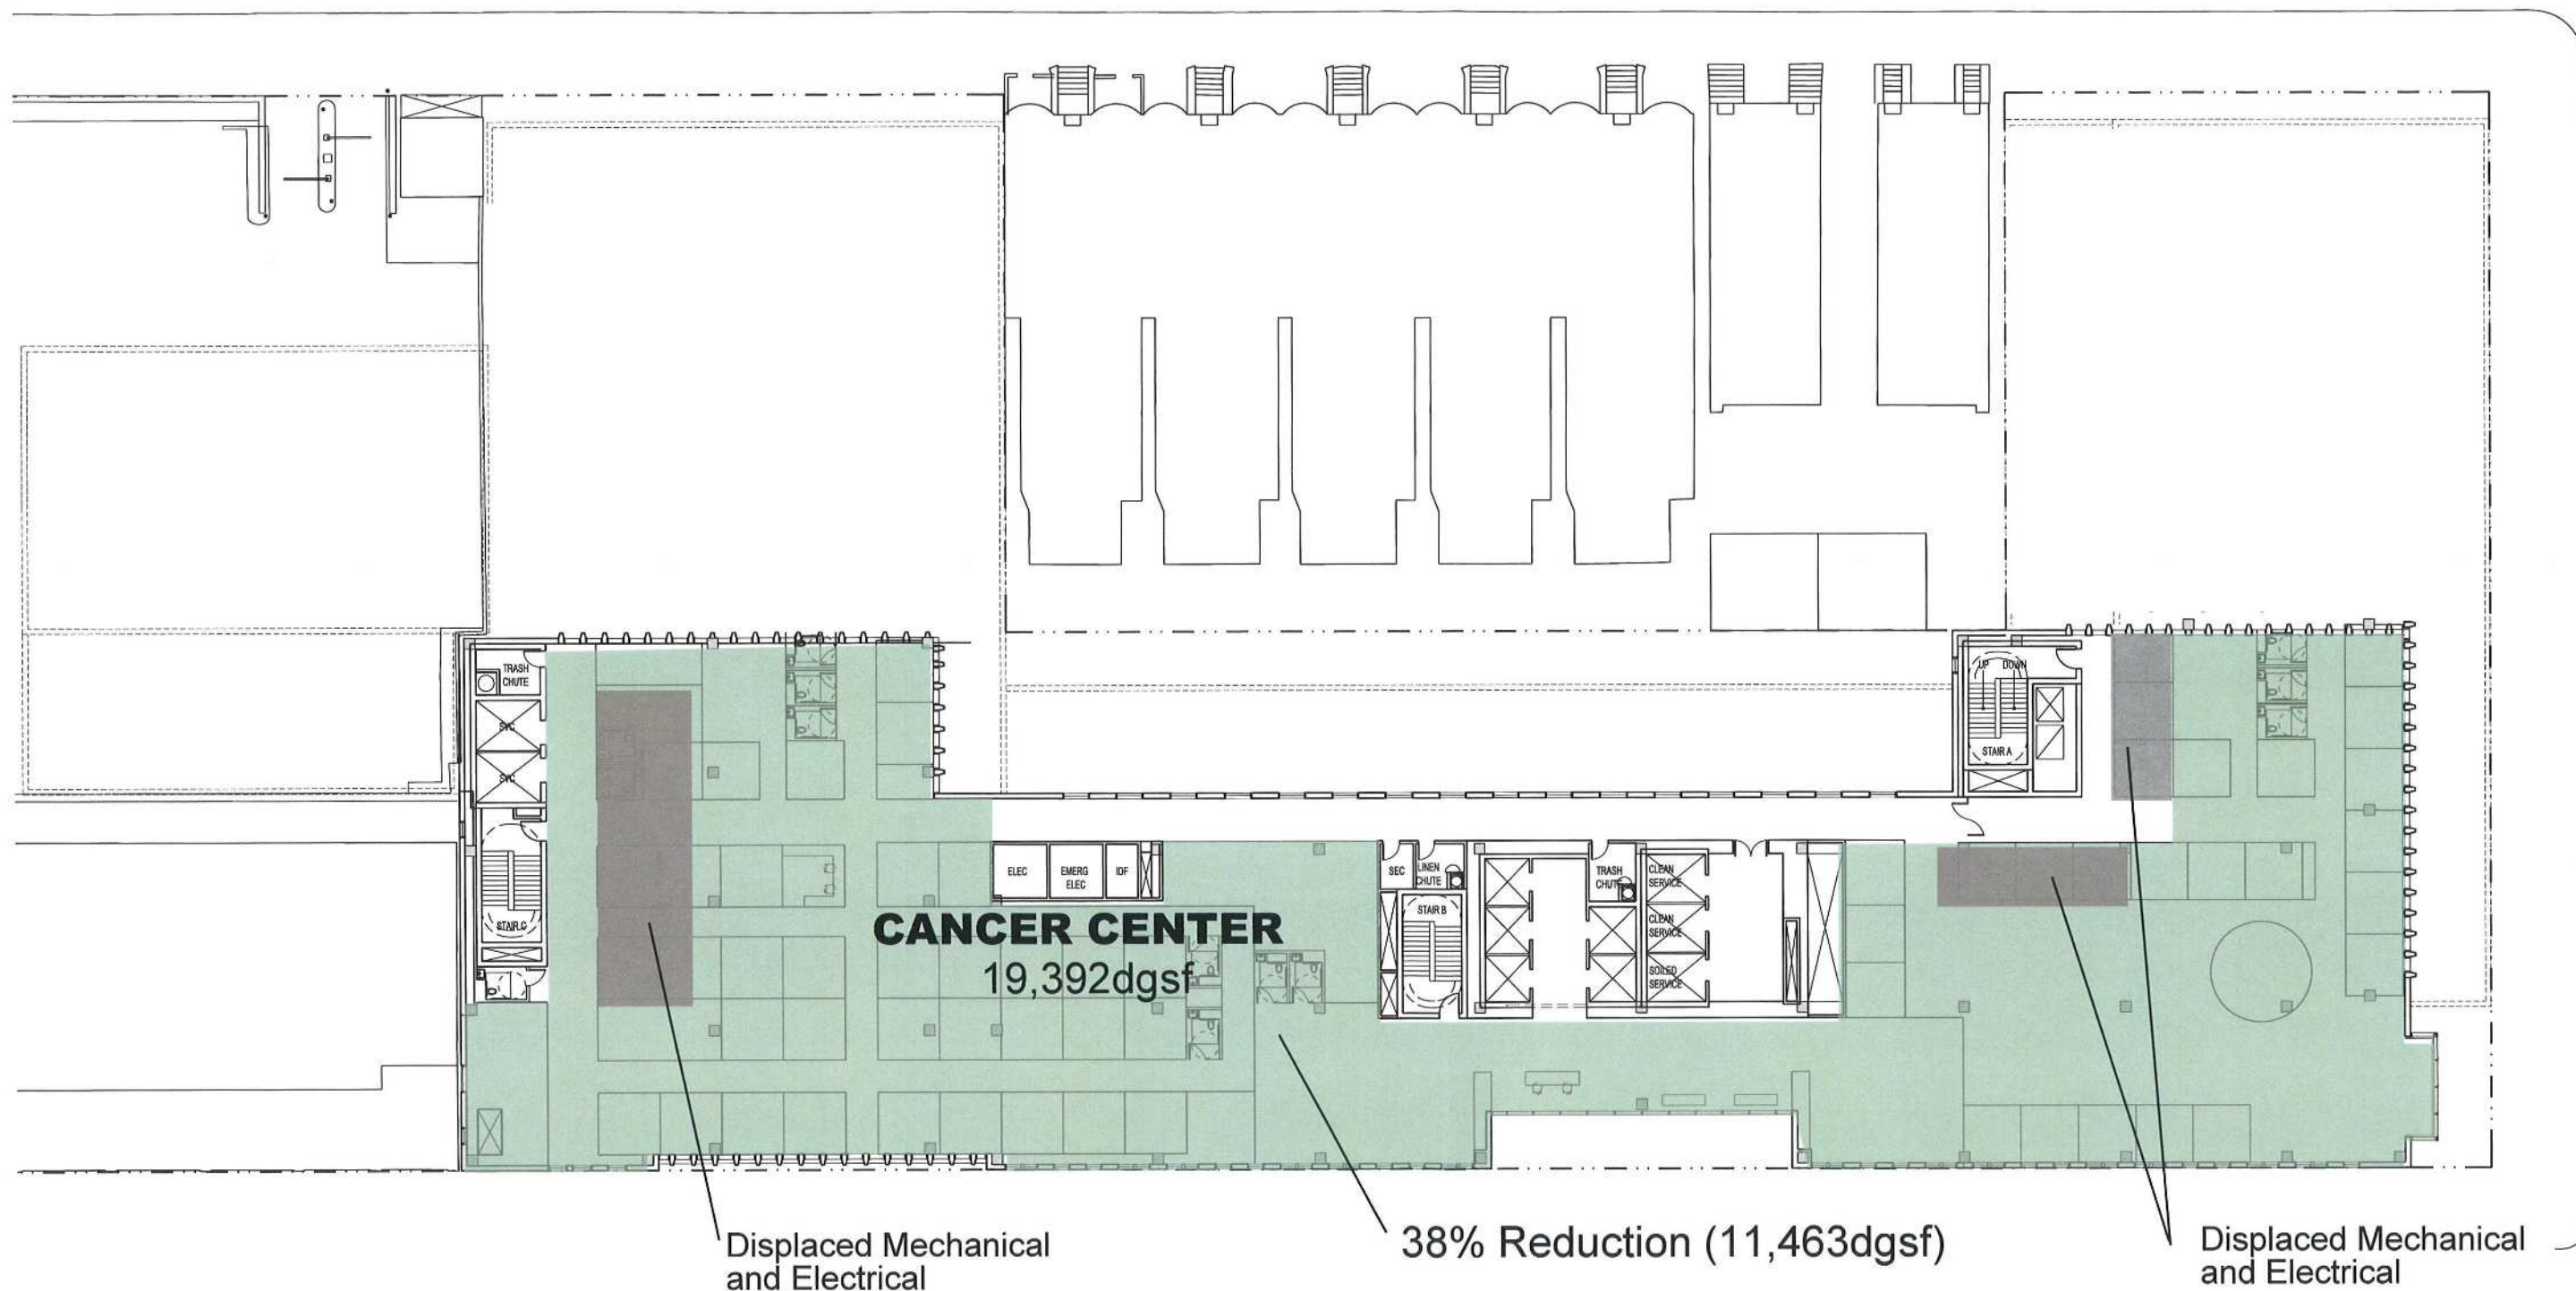 TRASH
CHUTE
SVC
SVC
STAIR C
UP DOWN
STAIR A
ELEC
EMERG
ELEC
IDF
SEC
LINEN
CHUTE
STAIR B
TRASH
CHUTE
CLEAN
SERVICE
CLEAN
SERVICE
SOILED
SERVICE
CANCER CENTER
19,392dgsf
Displaced Mechanical
and Electrical
38% Reduction (11,463dgsf)
Displaced Mechanical
and Electrical